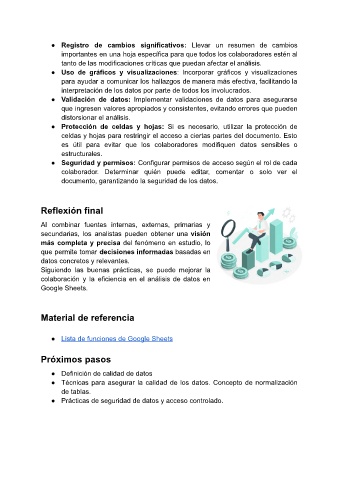 ● Registro de cambios significativos: Llevar un resumen de cambios
importantes en una hoja específica para que todos los colaboradores estén al
tanto de las modificaciones críticas que puedan afectar el análisis.
● Uso de gráficos y visualizaciones: Incorporar gráficos y visualizaciones
para ayudar a comunicar los hallazgos de manera más efectiva, facilitando la
interpretación de los datos por parte de todos los involucrados.
● Validación de datos: Implementar validaciones de datos para asegurarse
que ingresen valores apropiados y consistentes, evitando errores que pueden
distorsionar el análisis.
● Protección de celdas y hojas: Si es necesario, utilizar la protección de
celdas y hojas para restringir el acceso a ciertas partes del documento. Esto
es útil para evitar que los colaboradores modifiquen datos sensibles o
estructurales.
● Seguridad y permisos: Configurar permisos de acceso según el rol de cada
colaborador. Determinar quién puede editar, comentar o solo ver el
documento, garantizando la seguridad de los datos.
Reflexión final
Al combinar fuentes internas, externas, primarias y
secundarias, los analistas pueden obtener una visión
más completa y precisa del fenómeno en estudio, lo
que permite tomar decisiones informadas basadas en
datos concretos y relevantes.
Siguiendo las buenas prácticas, se puede mejorar la
colaboración y la eficiencia en el análisis de datos en
Google Sheets.
Material de referencia
● Lista de funciones de Google Sheets
Próximos pasos
● Definición de calidad de datos
● Técnicas para asegurar la calidad de los datos. Concepto de normalización
de tablas.
● Prácticas de seguridad de datos y acceso controlado.